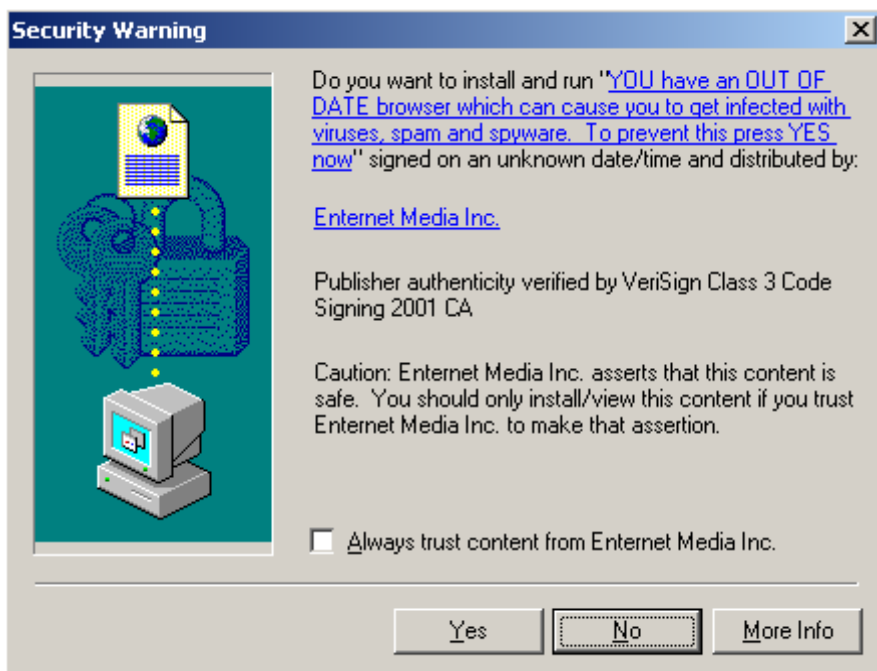 Security Warning
Do you want to install and run "YOU have an OUT OF
DATE browser which can cause you to get infected with
viruses, spam and spyware.  To prevent this press YES
now" signed on an unknown date/time and distributed by:
Enternet Media Inc.
Publisher authenticity verified by VeriSign Class 3 Code
Signing 2001 CA
Caution: Enternet Media Inc. asserts that this content is
safe.  You should only install/view this content if you trust
Enternet Media Inc. to make that assertion.
Always trust content from Enternet Media Inc.
Yes No More Info